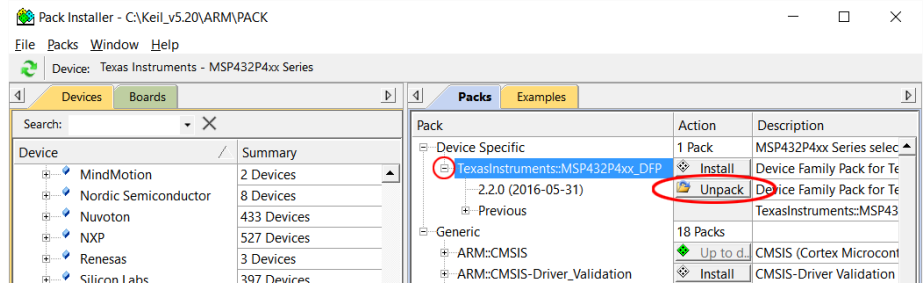 Pack Installer - C:\Keil_v5.20\ARM\PACK
File Packs Window Help
Device: Texas Instruments - MSP432P4xx Series
Devices Boards
Search:
Device Summary
MindMotion 2 Devices
Nordic Semiconductor 8 Devices
Nuvoton 433 Devices
NXP 527 Devices
Renesas 3 Devices
Silicon Labs 397 Devices
Packs Examples
Pack Action Description
Device Specific 1 Pack MSP432P4xx Series selec
TexasInstruments::MSP432P4xx_DFP Install Device Family Pack for Te
2.2.0 (2016-05-31) Unpack Device Family Pack for Te
Previous TexasInstruments::MSP43
Generic 18 Packs
ARM::CMSIS Up to d.. CMSIS (Cortex Microcont
ARM::CMSIS-Driver_Validation Install CMSIS-Driver Validation